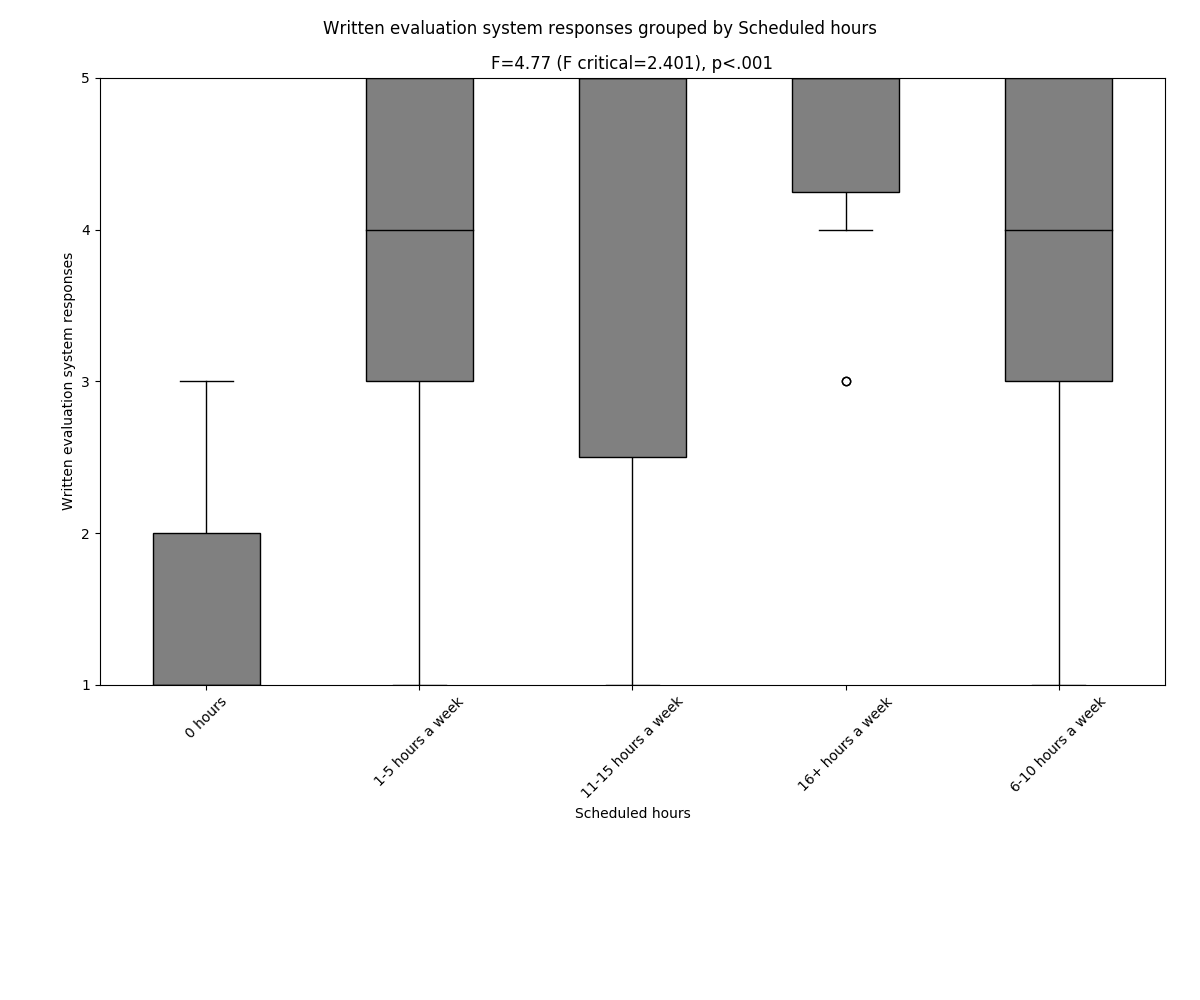 Written evaluation system responses grouped by Scheduled hours
F=4.77 (F critical=2.401), p<.001
Written evaluation system responses
5
4
3
2
1
0 hours
1-5 hours a week
11-15 hours a week
16+ hours a week
6-10 hours a week
Scheduled hours